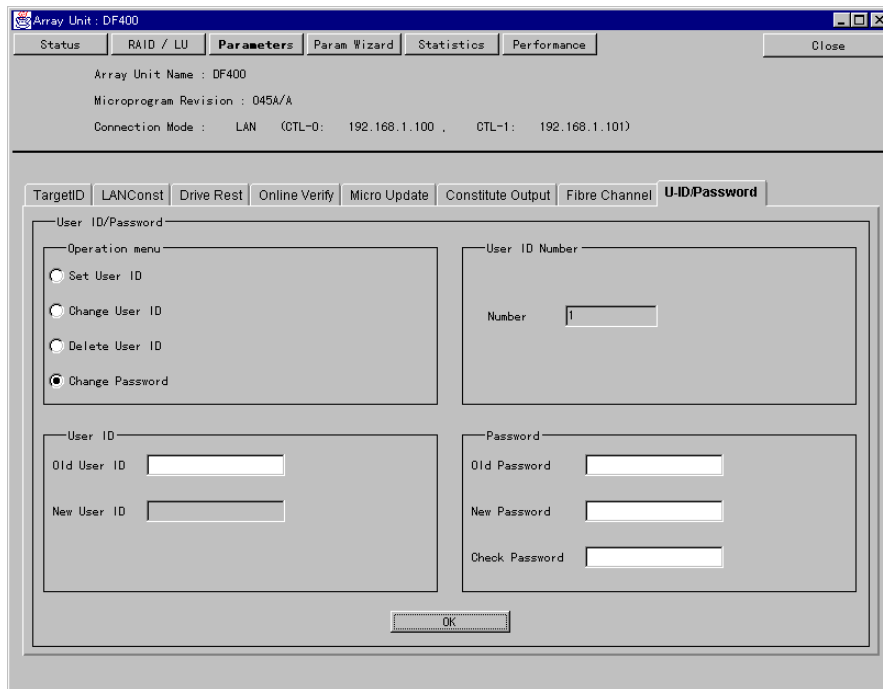 Array Unit : DF400
Status RAID / LU Parameters Param Wizard Statistics Performance Close
Array Unit Name : DF400
Microprogram Revision : 045A/A
Connection Mode : LAN (CTL-0: 192.168.1.100 , CTL-1: 192.168.1.101)
TargetID LANConst Drive Rest Online Verify Micro Update Constitute Output Fibre Channel U-ID/Password
User ID/Password
Operation menu
Set User ID
Change User ID
Delete User ID
Change Password
User ID Number
Number 1
User ID
Old User ID
New User ID
Password
Old Password
New Password
Check Password
OK